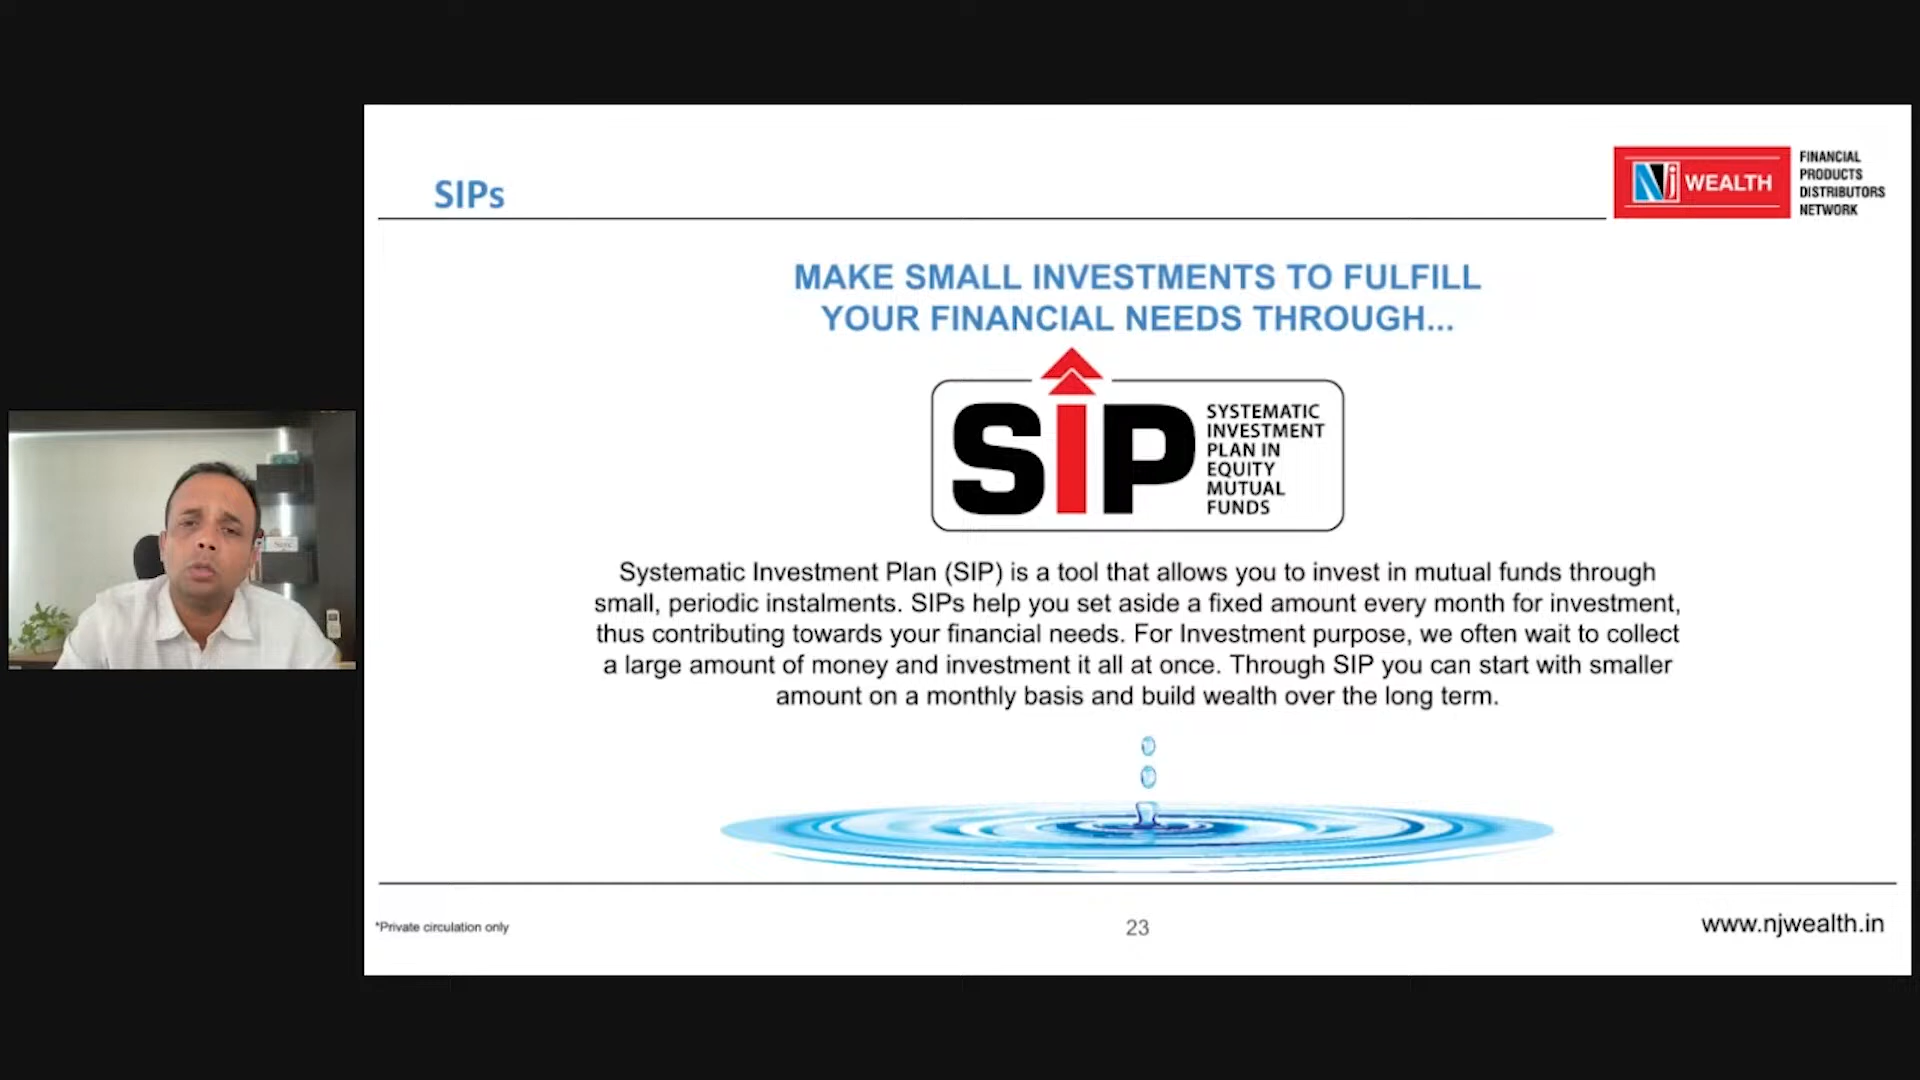 SIPs
Nj WEALTH
FINANCIAL
PRODUCTS
DISTRIBUTORS
NETWORK
MAKE SMALL INVESTMENTS TO FULFILL
YOUR FINANCIAL NEEDS THROUGH...
SIP
SYSTEMATIC
INVESTMENT
PLAN IN
EQUITY
MUTUAL
FUNDS
Systematic Investment Plan (SIP) is a tool that allows you to invest in mutual funds through
small, periodic instalments. SIPs help you set aside a fixed amount every month for investment,
thus contributing towards your financial needs. For Investment purpose, we often wait to collect
a large amount of money and investment it all at once. Through SIP you can start with smaller
amount on a monthly basis and build wealth over the long term.
*Private circulation only
23
www.njwealth.in